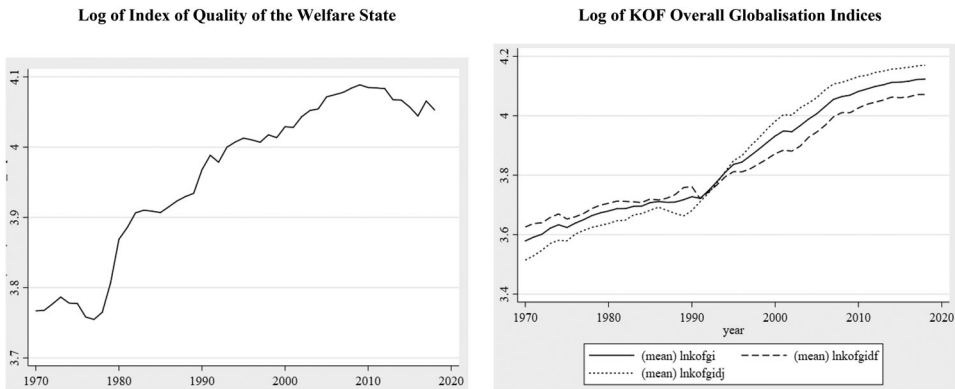 Log of Index of Quality of the Welfare State
4.1
4
3.9
3.8
3.7
1970 1980 1990 2000 2010 2020
Log of KOF Overall Globalisation Indices
4.2
4
3.8
3.6
3.4
1970 1980 1990 2000 2010 2020
year
(mean) lnkofgi (mean) lnkofgidf
(mean) lnkofgidj